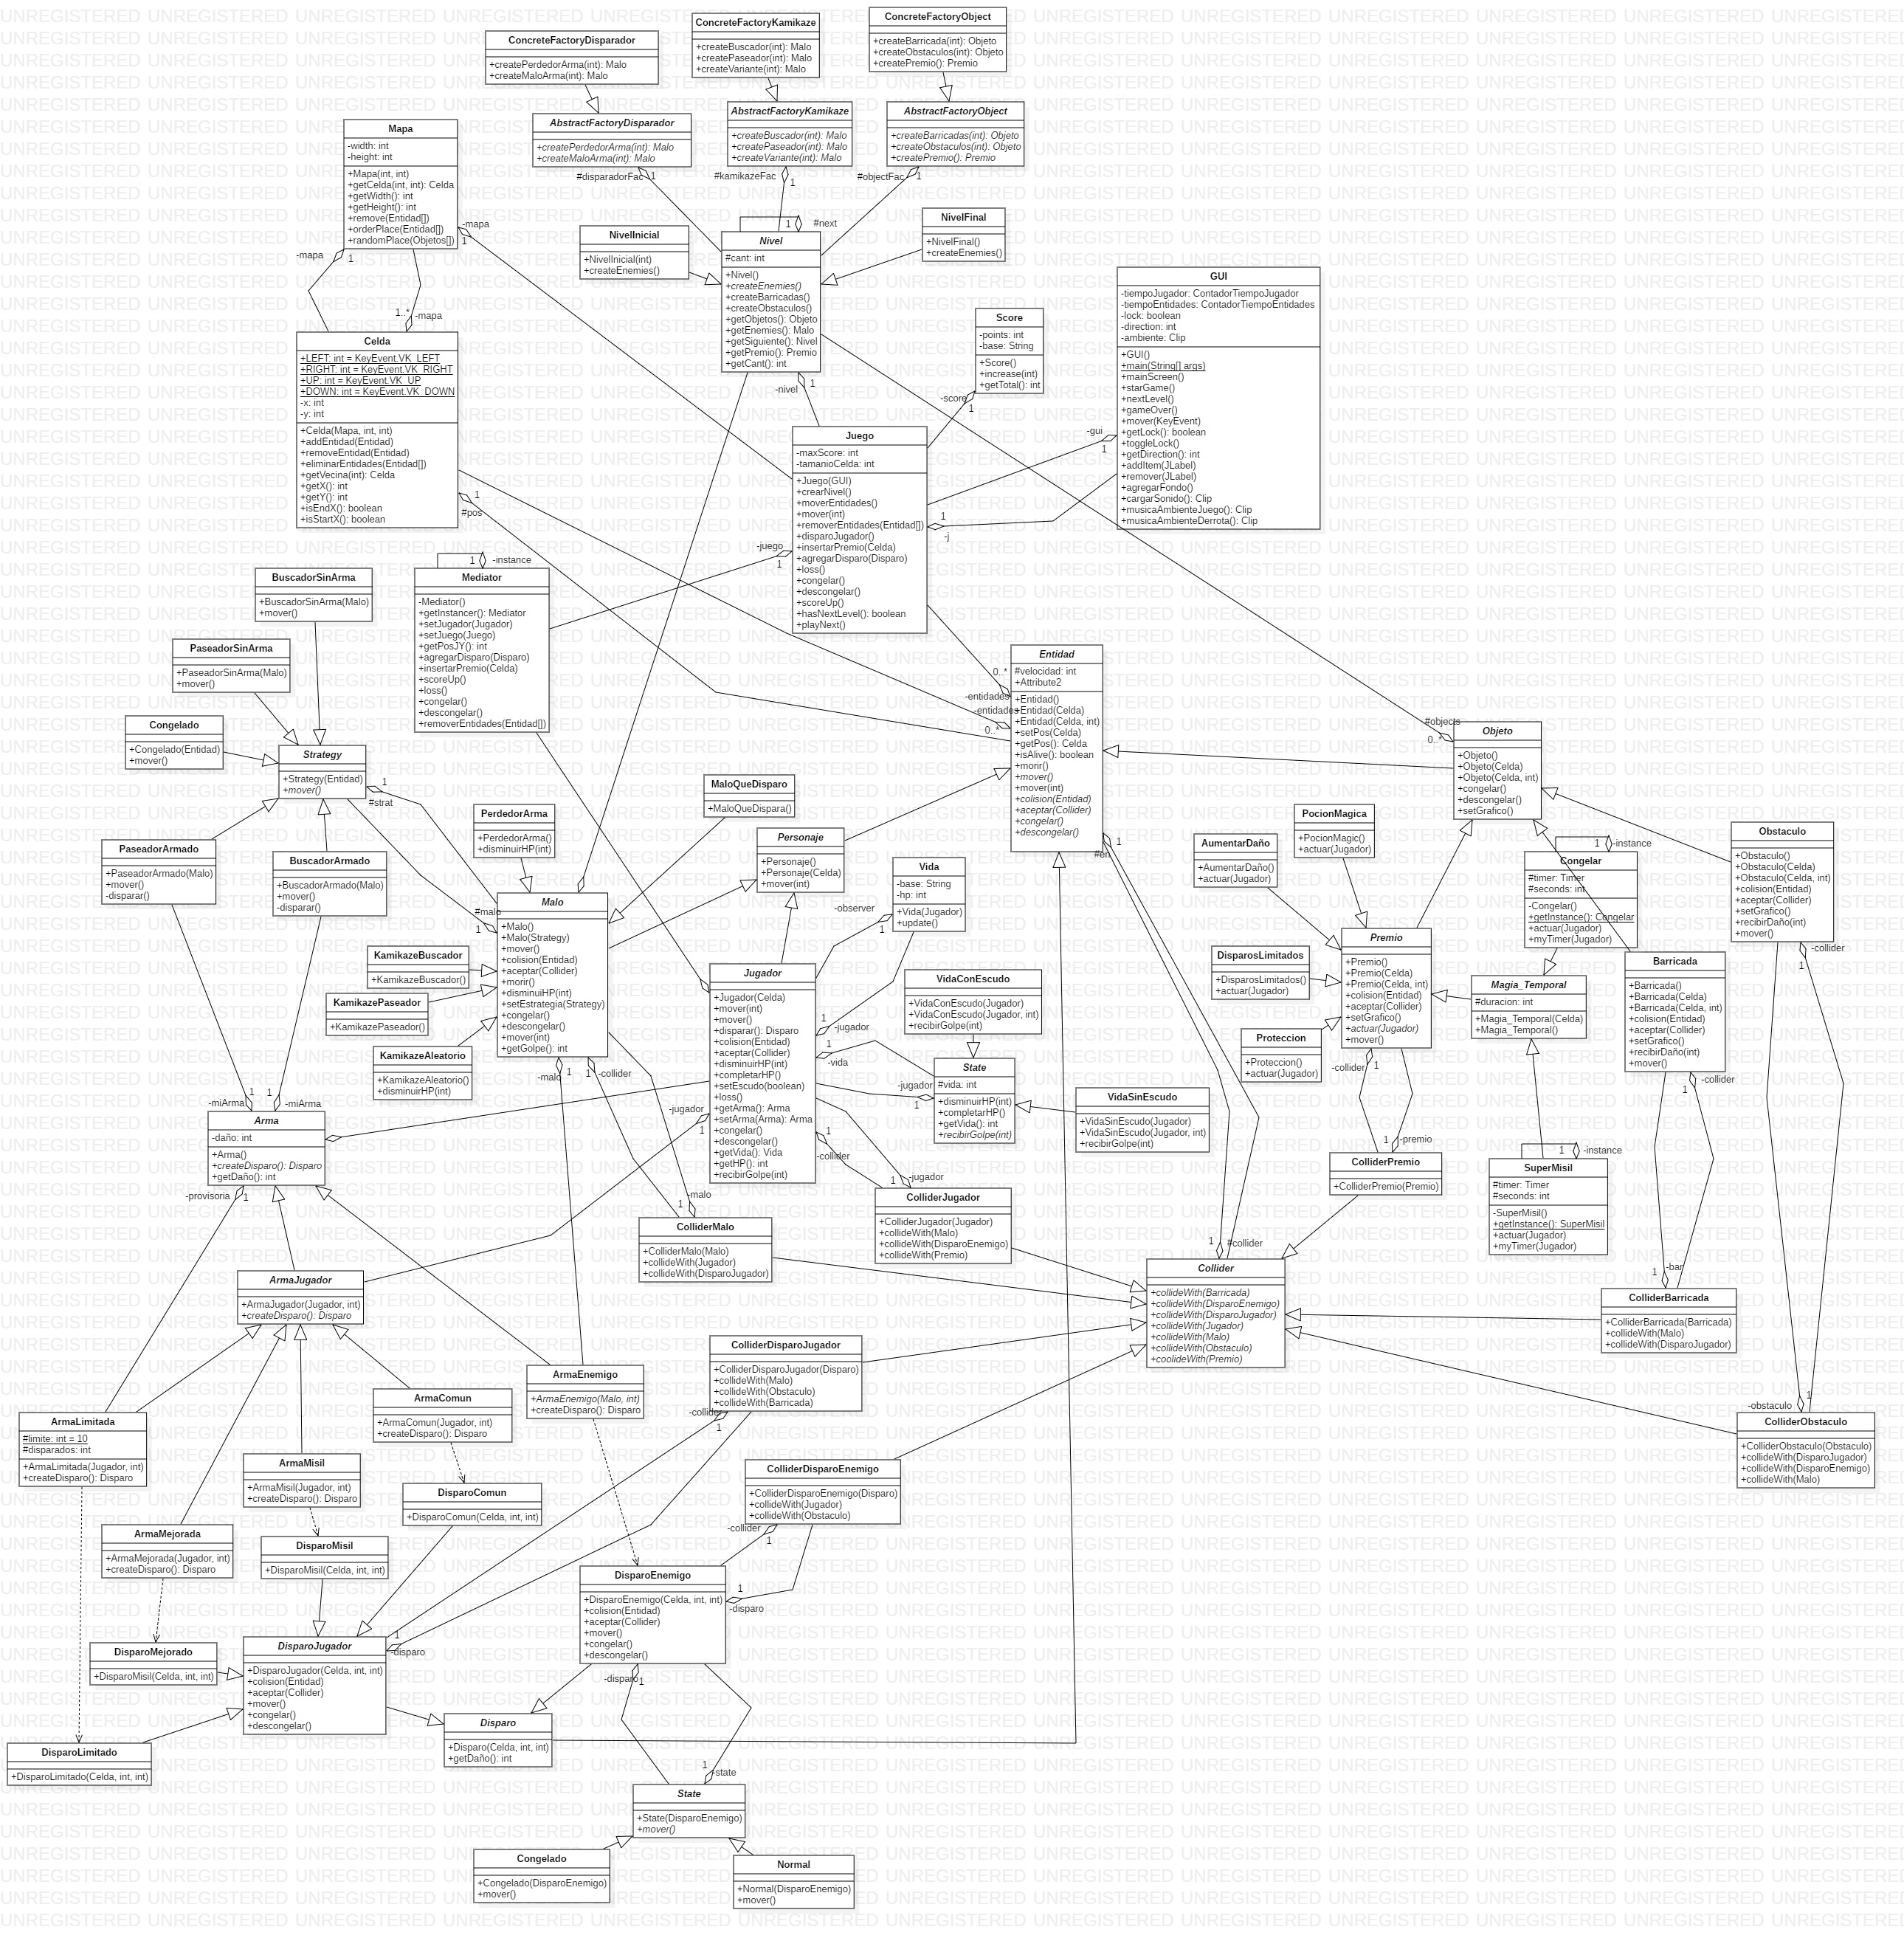 ConcreteFactoryDisparador
+createPerdedorArma(int): Malo
+createMaloArma(int): Malo
ConcreteFactoryKamikaze
+createBuscador(int): Malo
+createPaseador(int): Malo
+createVariante(int): Malo
ConcreteFactoryObject
+createBarricada(int): Objeto
+createObstaculos(int): Objeto
+createPremio(): Premio
AbstractFactoryDisparador
+createPerdedorArma(int): Malo
+createMaloArma(int): Malo
#disparadorFac
1
AbstractFactoryKamikaze
+createBuscador(int): Malo
+createPaseador(int): Malo
+createVariante(int): Malo
#kamikazeFac
1
AbstractFactoryObject
+createBarricadas(int): Objeto
+createObstaculos(int): Objeto
+createPremio(): Premio
#objectFac
1
Mapa
-width: int
-height: int
+Mapa(int, int)
+getCelda(int, int): Celda
+getWidth(): int
+getHeight(): int
+remove(Entidad[])
+orderPlace(Entidad[])
+randomPlace(Objetos[])
-mapa
1
-mapa
1
1..*
-mapa
NivelInicial
+NivelInicial(int)
+createEnemies()
1
#next
Nivel
#cant: int
+Nivel()
+createEnemies()
+createBarricadas()
+createObstaculos()
+getObjetos(): Objeto
+getEnemies(): Malo
+getSiguiente(): Nivel
+getPremio(): Premio
+getCant(): int
-nivel
1
NivelFinal
+NivelFinal()
+createEnemies()
Score
-points: int
-base: String
+Score()
+increase(int)
+getTotal(): int
-score
1
GUI
-tiempoJugador: ContadorTiempoJugador
-tiempoEntidades: ContadorTiempoEntidades
-lock: boolean
-direction: int
-ambiente: Clip
+GUI()
+main(String[] args)
+mainScreen()
+starGame()
+nextLevel()
+gameOver()
+mover(KeyEvent)
+getLock(): boolean
+toggleLock()
+getDirection(): int
+addItem(JLabel)
+remover(JLabel)
+agregarFondo()
+cargarSonido(): Clip
+musicaAmbienteJuego(): Clip
+musicaAmbienteDerrota(): Clip
-gui
1
1
-j
Celda
+LEFT: int = KeyEvent.VK_LEFT
+RIGHT: int = KeyEvent.VK_RIGHT
+UP: int = KeyEvent.VK_UP
+DOWN: int = KeyEvent.VK_DOWN
-x: int
-y: int
+Celda(Mapa, int, int)
+addEntidad(Entidad)
+removeEntidad(Entidad)
+eliminarEntidades(Entidad[])
+getVecina(int): Celda
+getX(): int
+getY(): int
+isEndX(): boolean
+isStartX(): boolean
1
#pos
Juego
-maxScore: int
-tamanioCelda: int
+Juego(GUI)
+crearNivel()
+moverEntidades()
+mover(int)
+removerEntidades(Entidad[])
+disparoJugador()
+insertarPremio(Celda)
+agregarDisparo(Disparo)
+loss()
+congelar()
+descongelar()
+scoreUp()
+hasNextLevel(): boolean
+playNext()
-juego
1
1
-instance
Mediator
-Mediator()
+getInstancer(): Mediator
+setJugador(Jugador)
+setJuego(Juego)
+getPosJY(): int
+agregarDisparo(Disparo)
+insertarPremio(Celda)
+scoreUp()
+loss()
+congelar()
+descongelar()
+removerEntidades(Entidad[])
BuscadorSinArma
+BuscadorSinArma(Malo)
+mover()
PaseadorSinArma
+PaseadorSinArma(Malo)
+mover()
Congelado
+Congelado(Entidad)
+mover()
Strategy
+Strategy(Entidad)
+mover()
1
#strat
PaseadorArmado
+PaseadorArmado(Malo)
+mover()
-disparar()
BuscadorArmado
+BuscadorArmado(Malo)
+mover()
-disparar()
Entidad
#velocidad: int
+Attribute2
+Entidad()
+Entidad(Celda)
+Entidad(Celda, int)
+setPos(Celda)
+getPos(): Celda
+isAlive(): boolean
+morir()
+mover()
+mover(int)
+colision(Entidad)
+aceptar(Collider)
+congelar()
+descongelar()
0..*
-entidades
-entidades
0..*
1
#en
Objeto
+Objeto()
+Objeto(Celda)
+Objeto(Celda, int)
+congelar()
+descongelar()
+setGrafico()
#objects
0..*
PerdedorArma
+PerdedorArma()
+disminuirHP(int)
MaloQueDisparo
+MaloQueDispara()
Personaje
+Personaje()
+Personaje(Celda)
+mover(int)
Malo
+Malo()
+Malo(Strategy)
+mover()
+colision(Entidad)
+aceptar(Collider)
+morir()
+disminuirHP(int)
+setEstrategia(Strategy)
+congelar()
+descongelar()
+mover(int)
+getGolpe(): int
#malo
1
-malo
1
1
-collider
KamikazeBuscador
+KamikazeBuscador()
KamikazePaseador
+KamikazePaseador()
KamikazeAleatorio
+KamikazeAleatorio()
+disminuirHP(int)
Vida
-base: String
-hp: int
+Vida(Jugador)
+update()
-observer
1
Jugador
+Jugador(Celda)
+mover(int)
+mover()
+disparar(): Disparo
+colision(Entidad)
+aceptar(Collider)
+disminuirHP(int)
+completarHP()
+setEscudo(boolean)
+loss()
+getArma(): Arma
+setArma(Arma): Arma
+congelar()
+descongelar()
+getVida(): Vida
+getHP(): int
+recibirGolpe(int)
1
-jugador
1
-vida
-jugador
1
1
-collider
-jugador
1
VidaConEscudo
+VidaConEscudo(Jugador)
+VidaConEscudo(Jugador, int)
+recibirGolpe(int)
State
#vida: int
+disminuirHP(int)
+completarHP()
+getVida(): int
+recibirGolpe(int)
VidaSinEscudo
+VidaSinEscudo(Jugador)
+VidaSinEscudo(Jugador, int)
+recibirGolpe(int)
AumentarDaño
+AumentarDaño()
+actuar(Jugador)
PocionMagica
+PocionMagic()
+actuar(Jugador)
DisparosLimitados
+DisparosLimitados()
+actuar(Jugador)
Proteccion
+Proteccion()
+actuar(Jugador)
Premio
+Premio()
+Premio(Celda)
+Premio(Celda, int)
+colision(Entidad)
+aceptar(Collider)
+setGrafico()
+actuar(Jugador)
+mover()
-collider
1
1
-premio
1
-instance
Congelar
#timer: Timer
#seconds: int
-Congelar()
+getInstance(): Congelar
+actuar(Jugador)
+myTimer(Jugador)
Magia_Temporal
#duracion: int
+Magia_Temporal(Celda)
+Magia_Temporal()
Obstaculo
+Obstaculo()
+Obstaculo(Celda)
+Obstaculo(Celda, int)
+colision(Entidad)
+aceptar(Collider)
+setGrafico()
+recibirDaño(int)
+mover()
-collider
1
Barricada
+Barricada()
+Barricada(Celda)
+Barricada(Celda, int)
+colision(Entidad)
+aceptar(Collider)
+setGrafico()
+recibirDaño(int)
+mover()
-collider
1
1
-instance
SuperMisil
#timer: Timer
#seconds: int
-SuperMisil()
+getInstance(): SuperMisil
+actuar(Jugador)
+myTimer(Jugador)
ColliderPremio
+ColliderPremio(Premio)
-miArma
1
1
-miArma
Arma
-daño: int
+Arma()
+createDisparo(): Disparo
+getDaño(): int
-provisoria
1
ColliderMalo
+ColliderMalo(Malo)
+collideWith(Jugador)
+collideWith(DisparoJugador)
-malo
1
ColliderJugador
+ColliderJugador(Jugador)
+collideWith(Malo)
+collideWith(DisparoEnemigo)
+collideWith(Premio)
-jugador
1
1
#collider
Collider
+collideWith(Barricada)
+collideWith(DisparoEnemigo)
+collideWith(DisparoJugador)
+collideWith(Jugador)
+collideWith(Malo)
+collideWith(Obstaculo)
+coolideWith(Premio)
1
-bar
ColliderBarricada
+ColliderBarricada(Barricada)
+collideWith(Malo)
+collideWith(DisparoJugador)
-obstaculo
1
ColliderObstaculo
+ColliderObstaculo(Obstaculo)
+collideWith(DisparoJugador)
+collideWith(DisparoEnemigo)
+collideWith(Malo)
ArmaJugador
+ArmaJugador(Jugador, int)
+createDisparo(): Disparo
ArmaLimitada
#limite: int = 10
#disparados: int
+ArmaLimitada(Jugador, int)
+createDisparo(): Disparo
ArmaComun
+ArmaComun(Jugador, int)
+createDisparo(): Disparo
ArmaEnemigo
+ArmaEnemigo(Malo, int)
+createDisparo(): Disparo
ColliderDisparoJugador
+ColliderDisparoJugador(Disparo)
+collideWith(Malo)
+collideWith(Obstaculo)
+collideWith(Barricada)
-collider
1
ArmaMisil
+ArmaMisil(Jugador, int)
+createDisparo(): Disparo
DisparoComun
+DisparoComun(Celda, int, int)
ArmaMejorada
+ArmaMejorada(Jugador, int)
+createDisparo(): Disparo
DisparoMisil
+DisparoMisil(Celda, int, int)
ColliderDisparoEnemigo
+ColliderDisparoEnemigo(Disparo)
+collideWith(Jugador)
+collideWith(Obstaculo)
-collider
1
DisparoEnemigo
+DisparoEnemigo(Celda, int, int)
+colision(Entidad)
+aceptar(Collider)
+mover()
+congelar()
+descongelar()
1
-disparo
-disparo
1
DisparoMejorado
+DisparoMisil(Celda, int, int)
DisparoJugador
+DisparoJugador(Celda, int, int)
+colision(Entidad)
+aceptar(Collider)
+mover()
+congelar()
+descongelar()
1
-disparo
DisparoLimitado
+DisparoLimitado(Celda, int, int)
Disparo
+Disparo(Celda, int, int)
+getDaño(): int
1
-state
State
+State(DisparoEnemigo)
+mover()
Congelado
+Congelado(DisparoEnemigo)
+mover()
Normal
+Normal(DisparoEnemigo)
+mover()
UNREGISTERED